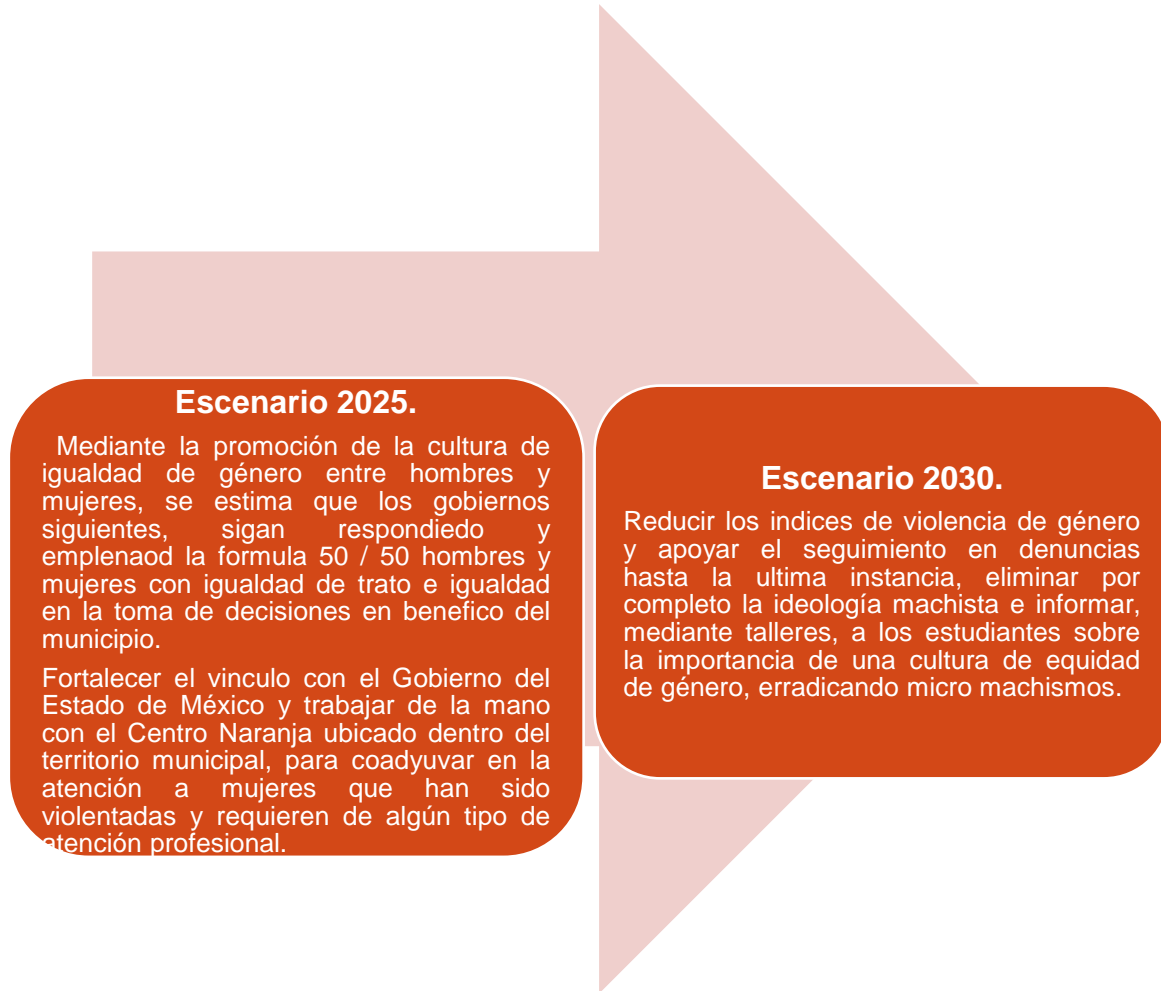 Escenario 2025.
Mediante la promoción de la cultura de
igualdad de género entre hombres y
mujeres, se estima que los gobiernos
siguientes, sigan respondiedo y
emplenaod la formula 50 / 50 hombres y
mujeres con igualdad de trato e igualdad
en la toma de decisiones en benefico del
municipio.
Fortalecer el vinculo con el Gobierno del
Estado de México y trabajar de la mano
con el Centro Naranja ubicado dentro del
territorio municipal, para coadyuvar en la
atención a mujeres que han sido
violentadas y requieren de algún tipo de
atención profesional.
Escenario 2030.
Reducir los indices de violencia de género
y apoyar el seguimiento en denuncias
hasta la ultima instancia, eliminar por
completo la ideología machista e informar,
mediante talleres, a los estudiantes sobre
la importancia de una cultura de equidad
de género, erradicando micro machismos.